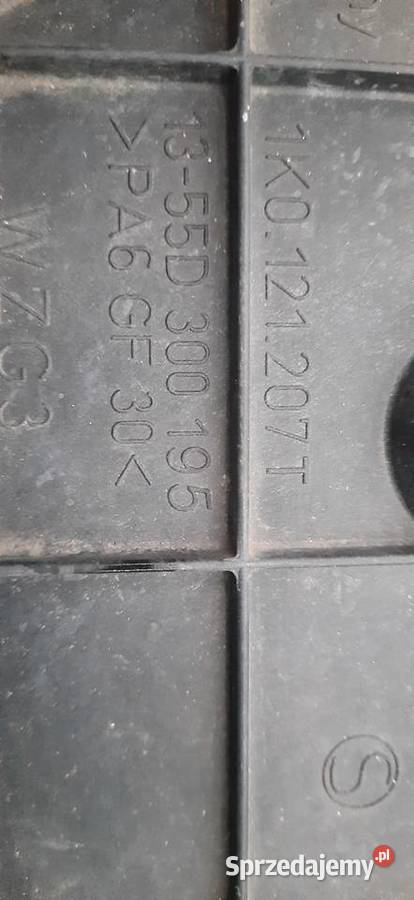 1K0.121.207T
13-55D 300 195
>PA6 GF 30<
WZG3
S
Sprzedajemy.pl